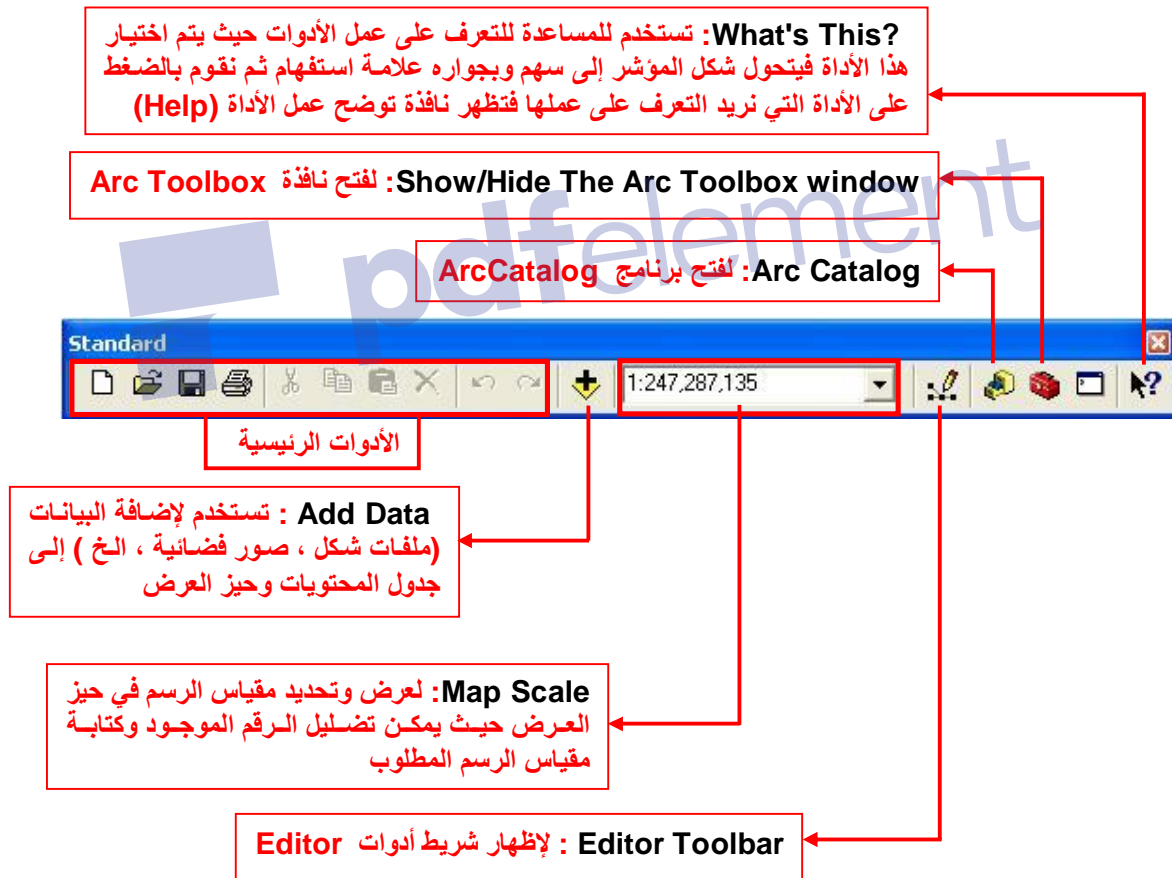 What's This?: تستخدم للمساعدة للتعرف على عمل الأدوات حيث يتم اختيار
هذا الأداة فيتحول شكل المؤشر إلى سهم وبجواره علامة استفهام ثم نقوم بالضغط
على الأداة التي نريد التعرف على عملها فتظهر نافذة توضح عمل الأداة (Help)
Show/Hide The Arc Toolbox window: لفتح نافذة Arc Toolbox
pdfelement
Arc Catalog: لفتح برنامج ArcCatalog
Standard
1:247,287,135
الأدوات الرئيسية
Add Data : تستخدم لإضافة البيانات
(ملفات شكل ، صور فضائية ، الخ ) إلى
جدول المحتويات وحيز العرض
Map Scale: لعرض وتحديد مقياس الرسم في حيز
العرض حيث يمكن تضليل الرقم الموجود وكتابة
مقياس الرسم المطلوب
Editor Toolbar : لإظهار شريط أدوات Editor